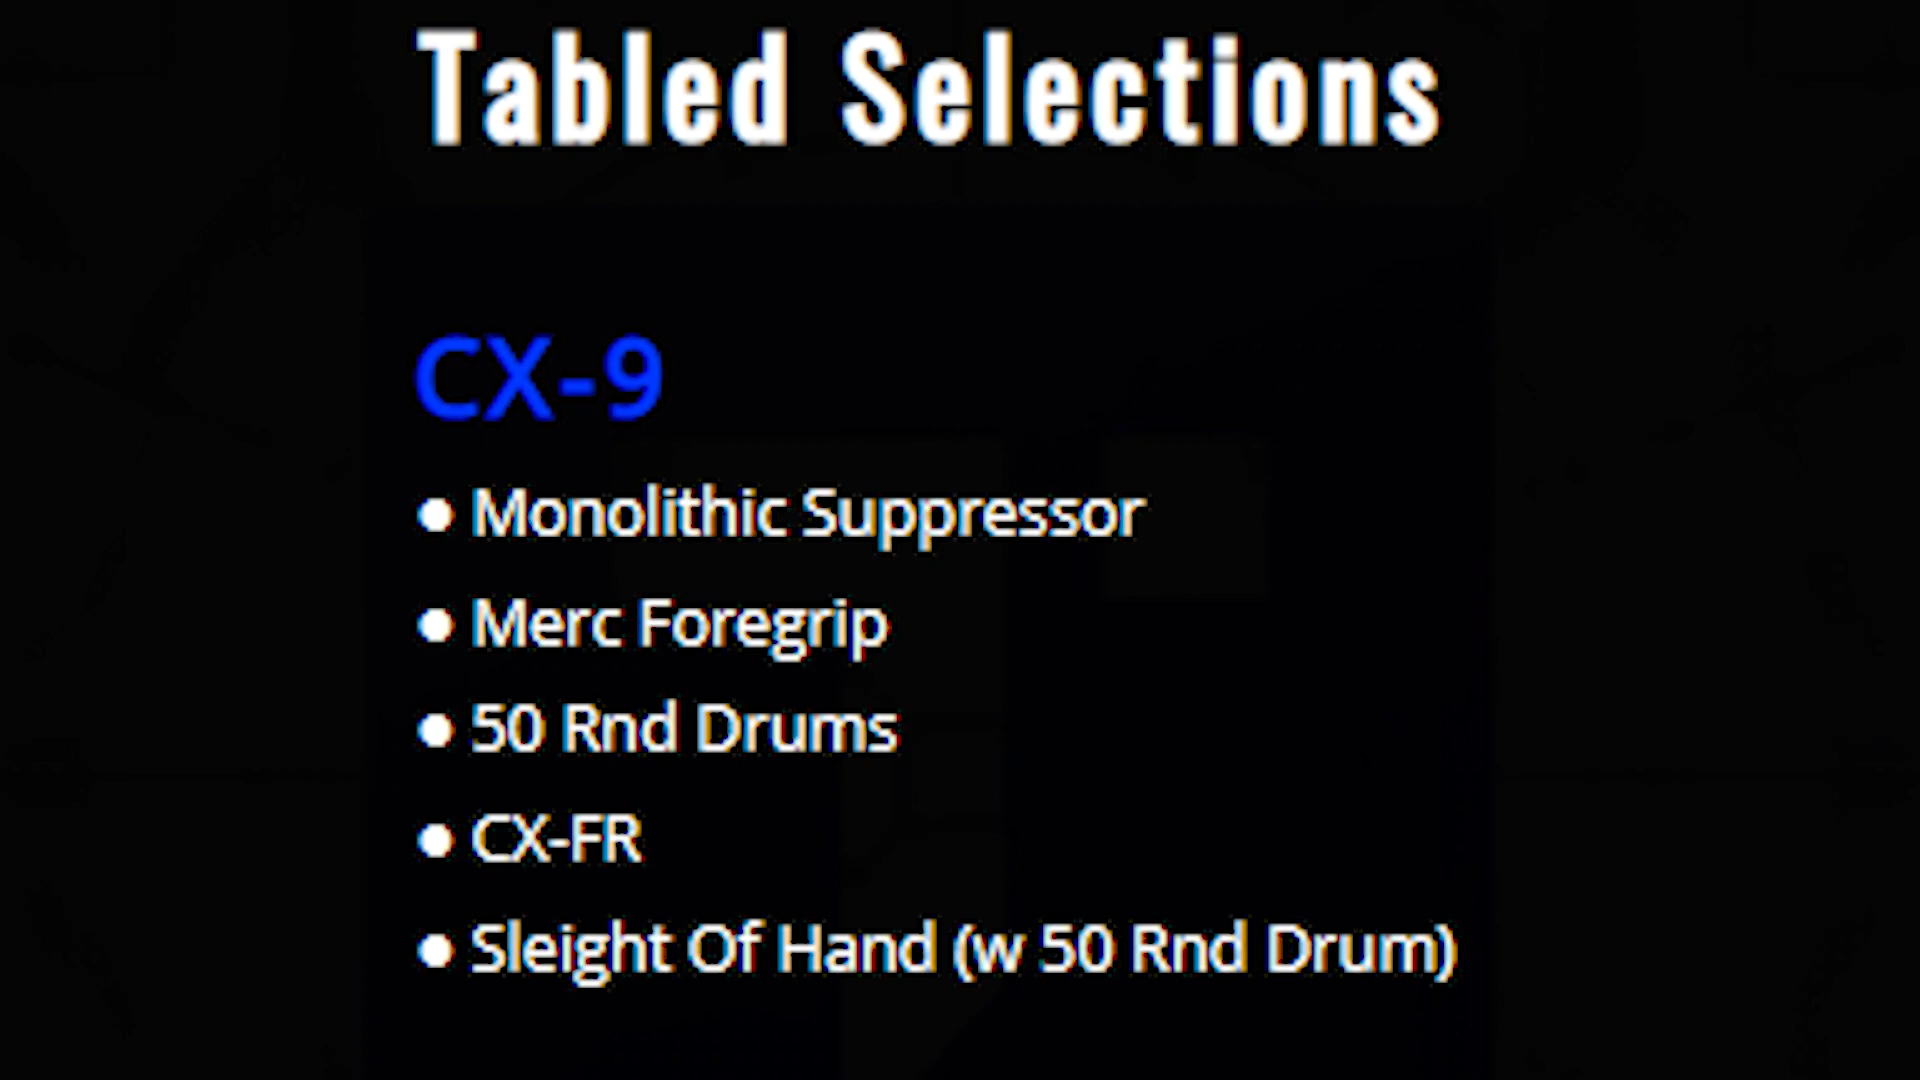 Tabled Selections
CX-9
• Monolithic Suppressor
• Merc Foregrip
• 50 Rnd Drums
• CX-FR
• Sleight Of Hand (w 50 Rnd Drum)